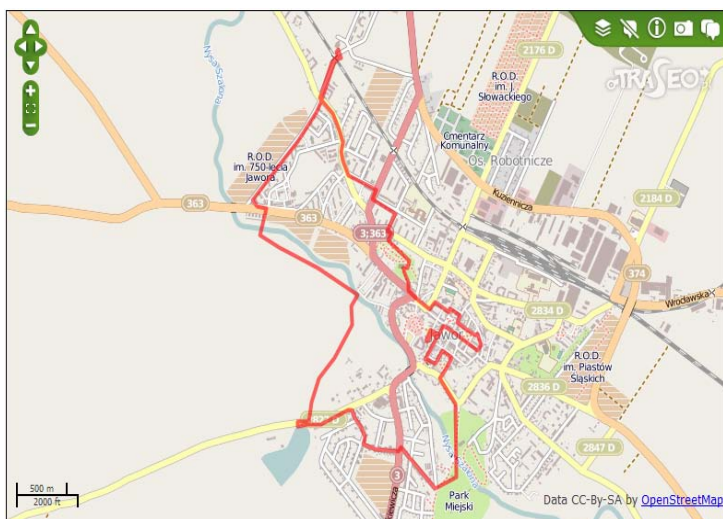 Nysa Szalona
2176 D
TRASEO
R.O.D.
im. J.
Słowackiego
Cmentarz
Komunalny
Os. Robotnicze
R.O.D.
im. 750-lecia
Jawora
2184 D
Kuziennicza
363
363
3;363
374
Wrocławska
2834 D
Jawor
R.O.D.
im. Piastów
Śląskich
2836 D
2847 D
3
Park
Miejski
500 m
2000 ft
Data CC-By-SA by OpenStreetMap